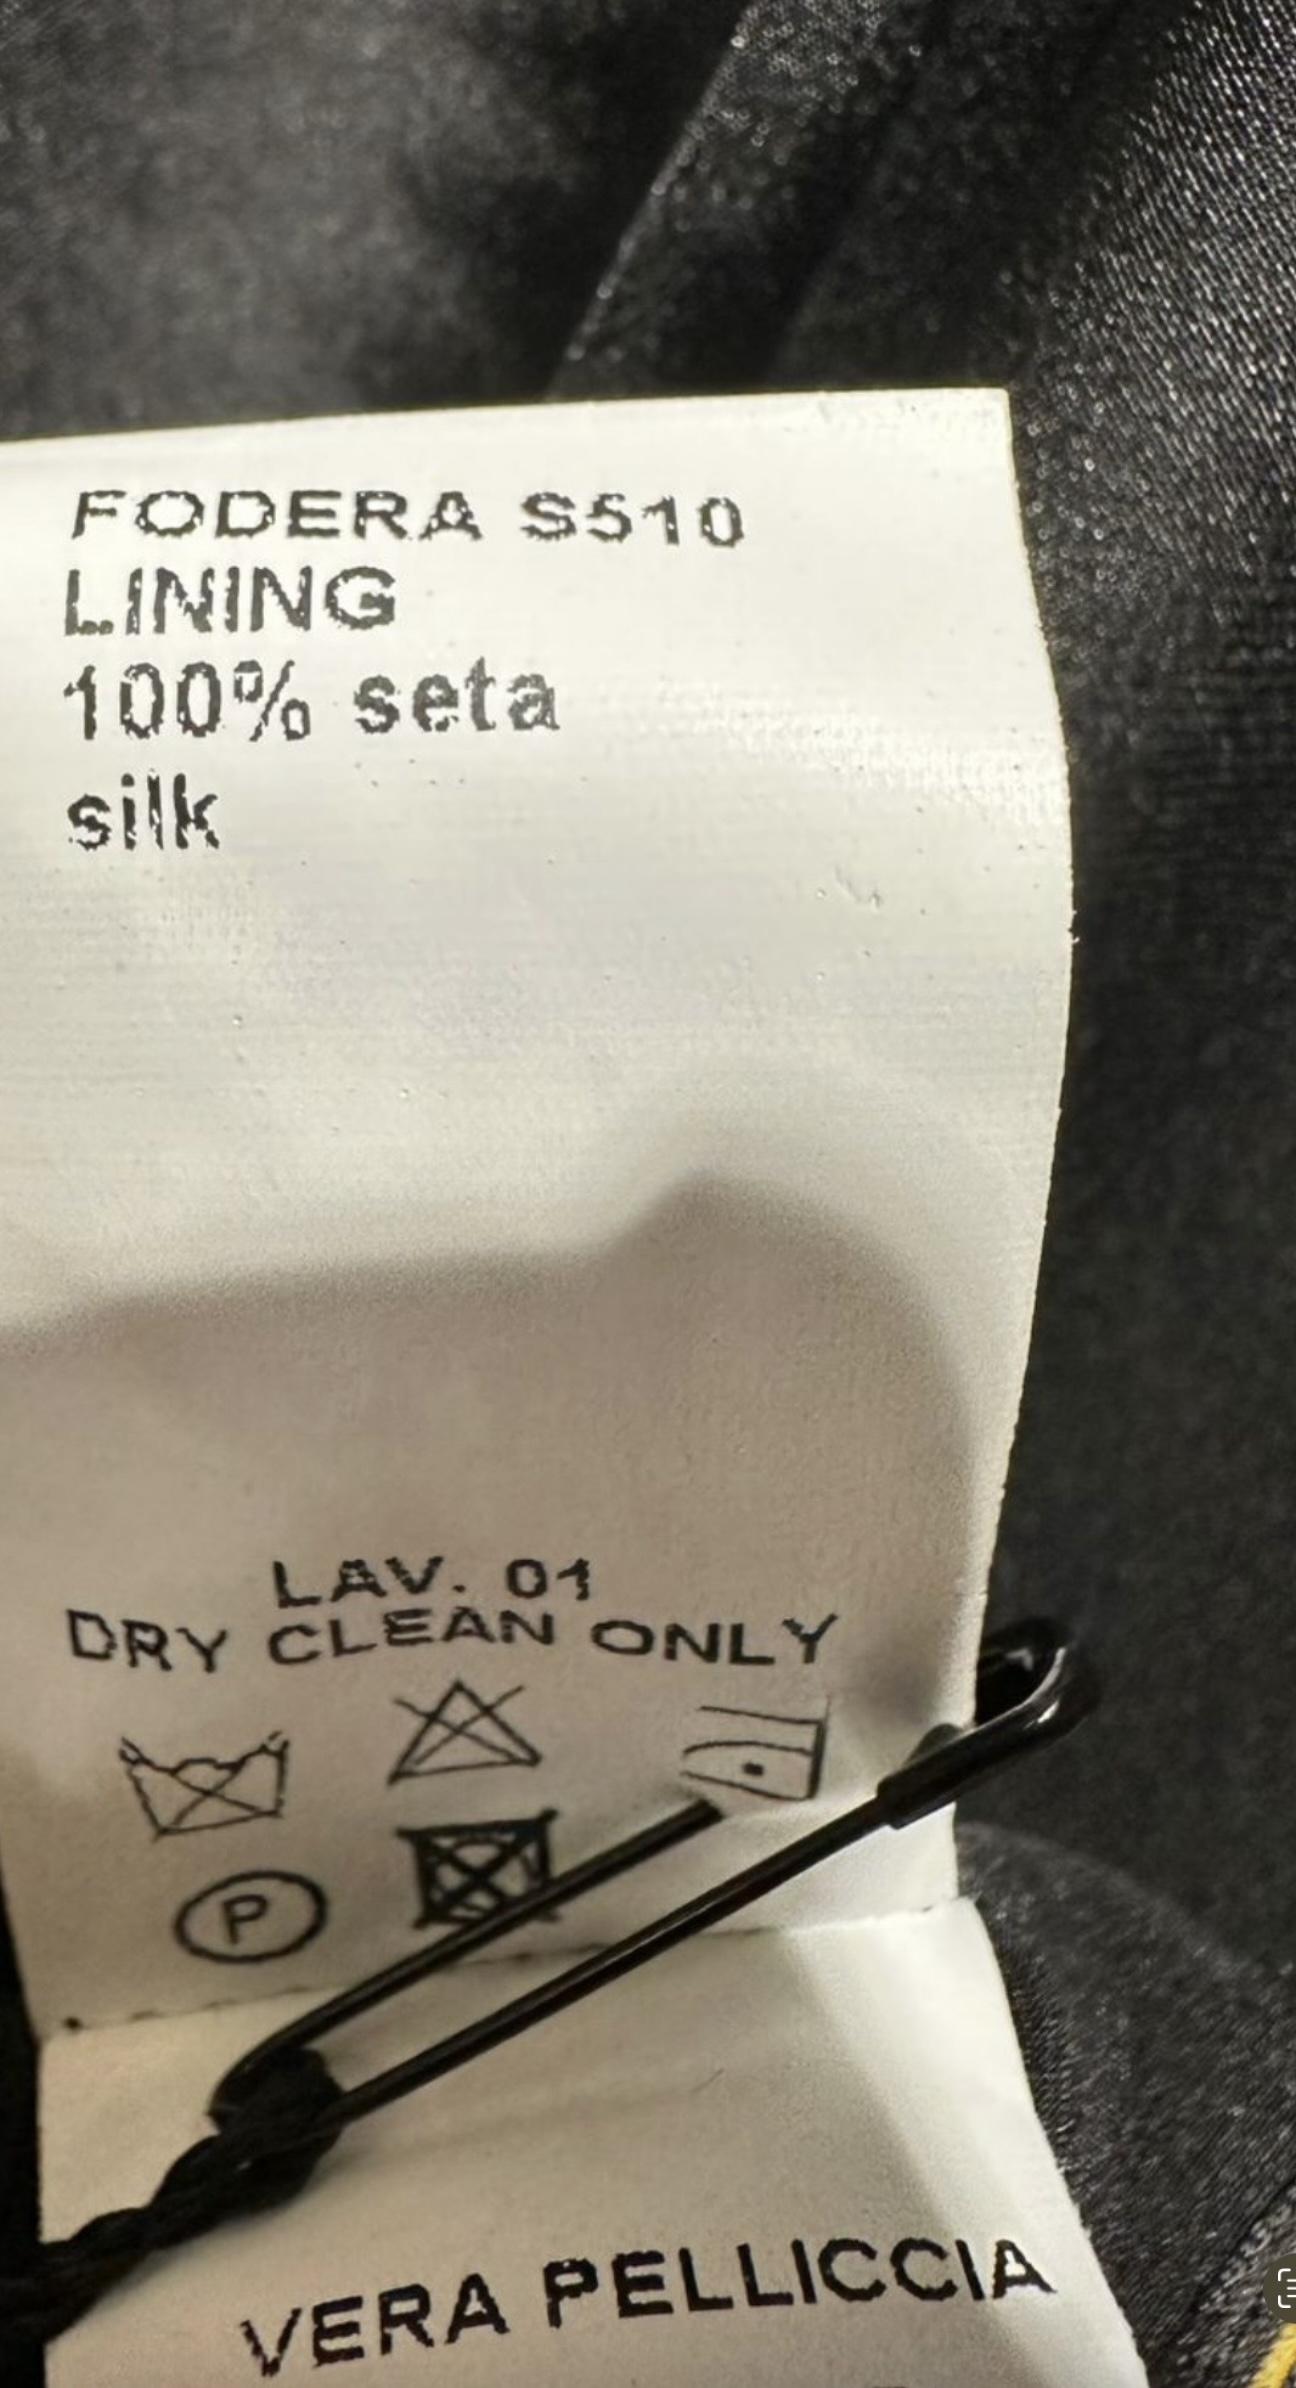 FODERA S510
LINING
100% seta
silk
LAV. 01
DRY CLEAN ONLY
P
VERA PELLICCIA